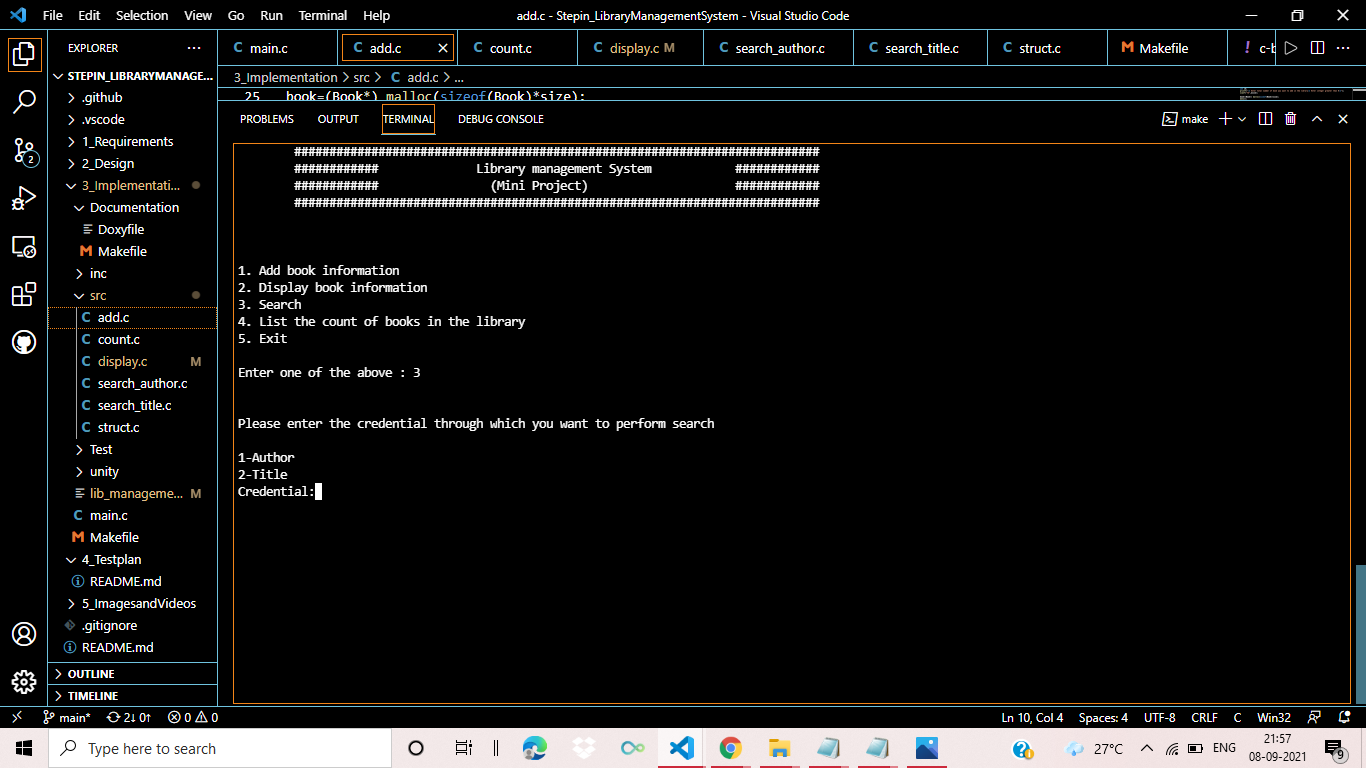 File Edit Selection View Go Run Terminal Help add.c - Stepin_LibraryManagementSystem - Visual Studio Code
EXPLORER ...
main.c add.c count.c display.c M search_author.c search_title.c struct.c Makefile ! c-b
STEPIN_LIBRARYMANAGE...
3_Implementation > src > C add.c > ...
25 book=(Book*) malloc(sizeof(Book)*size);
.github
.vscode
1_Requirements
2_Design
3_Implementati...
Documentation
Doxyfile
Makefile
inc
src
add.c
count.c
display.c M
search_author.c
search_title.c
struct.c
Test
unity
lib_manageme... M
main.c
Makefile
4_Testplan
README.md
5_ImagesandVideos
.gitignore
README.md
OUTLINE
TIMELINE
2
PROBLEMS OUTPUT TERMINAL DEBUG CONSOLE make
###########################################################################
############ Library management System ############
############ (Mini Project) ############
###########################################################################
1. Add book information
2. Display book information
3. Search
4. List the count of books in the library
5. Exit
Enter one of the above : 3
Please enter the credential through which you want to perform search
1-Author
2-Title
Credential:
main* 2↓ 0↑ 0 0 Ln 10, Col 4 Spaces: 4 UTF-8 CRLF C Win32
Type here to search 27°C ENG 21:57
08-09-2021 9